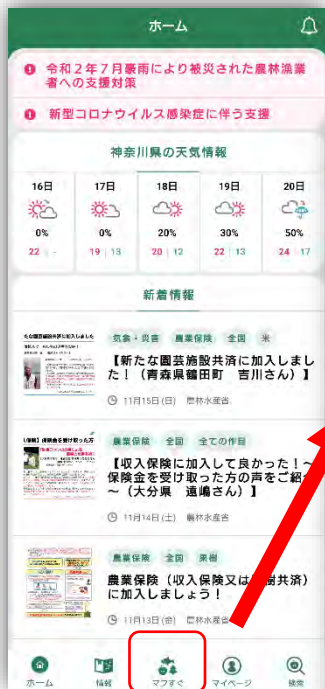 ホーム
令和2年7月豪雨により被災された農林漁業
者への支援対策
新型コロナウイルス感染症に伴う支援
神奈川県の天気情報
16日 17日 18日 19日 20日
0% 0% 20% 30% 50%
22 | - 19 | 13 20 | 12 22 | 13 24 | 17
新着情報
気象・災害 農業保険 全国 米
【新たな園芸施設共済に加入しまし
た！（青森県鶴田町 吉川さん）】
11月15日(日) 農林水産省
農業保険 全国 全ての作目
【収入保険に加入して良かった！～
保険金を受け取った方の声をご紹
～（大分県 遠嶋さん）】
11月14日(土) 農林水産省
農業保険 全国 果樹
農業保険（収入保険又は 樹共済）
に加入しましょう！
11月13日(金) 農林水産省
ホーム 情報 マフすぐ マイページ 検索